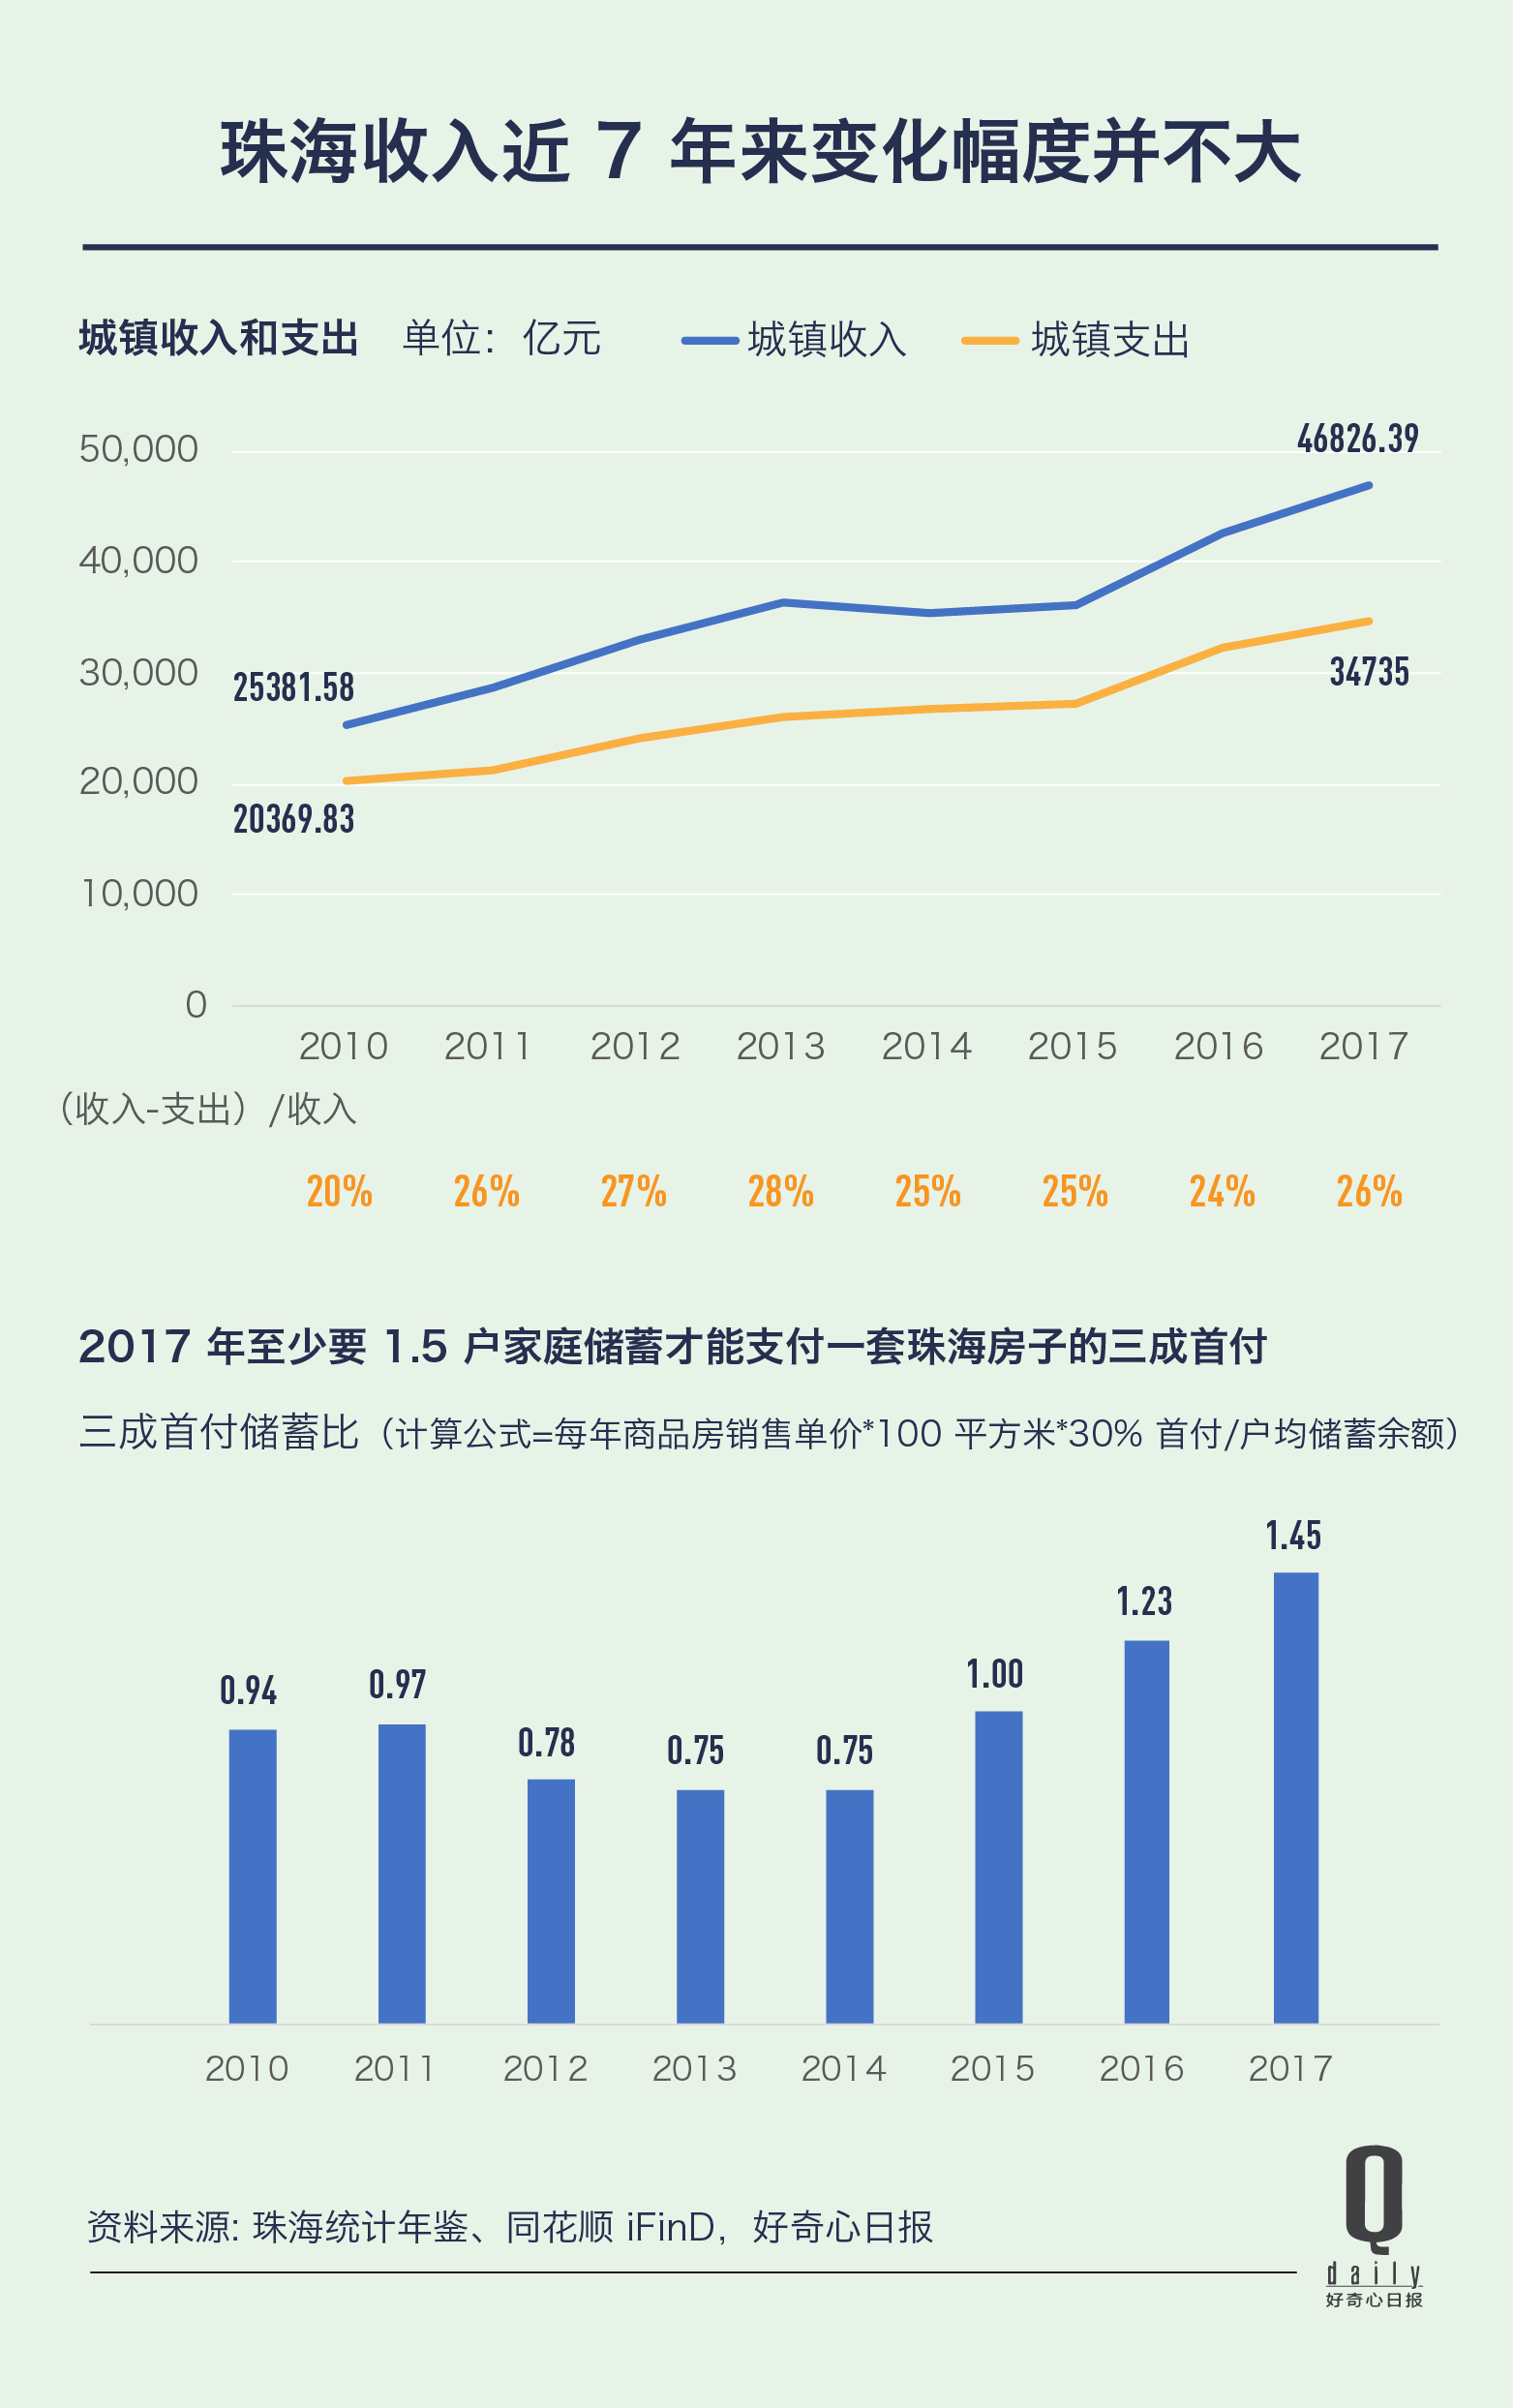 珠海收入近 7 年来变化幅度并不大
城镇收入和支出 单位：亿元 城镇收入 城镇支出
50,000
46826.39
40,000
30,000
25381.58
34735
20,000
20369.83
10,000
0
2010 2011 2012 2013 2014 2015 2016 2017
（收入-支出）/收入
20% 26% 27% 28% 25% 25% 24% 26%
2017 年至少要 1.5 户家庭储蓄才能支付一套珠海房子的三成首付
三成首付储蓄比（计算公式=每年商品房销售单价*100 平方米*30% 首付/户均储蓄余额）
0.94 0.97 0.78 0.75 0.75 1.00 1.23 1.45
2010 2011 2012 2013 2014 2015 2016 2017
资料来源: 珠海统计年鉴、同花顺 iFinD，好奇心日报
Q
daily
好奇心日报